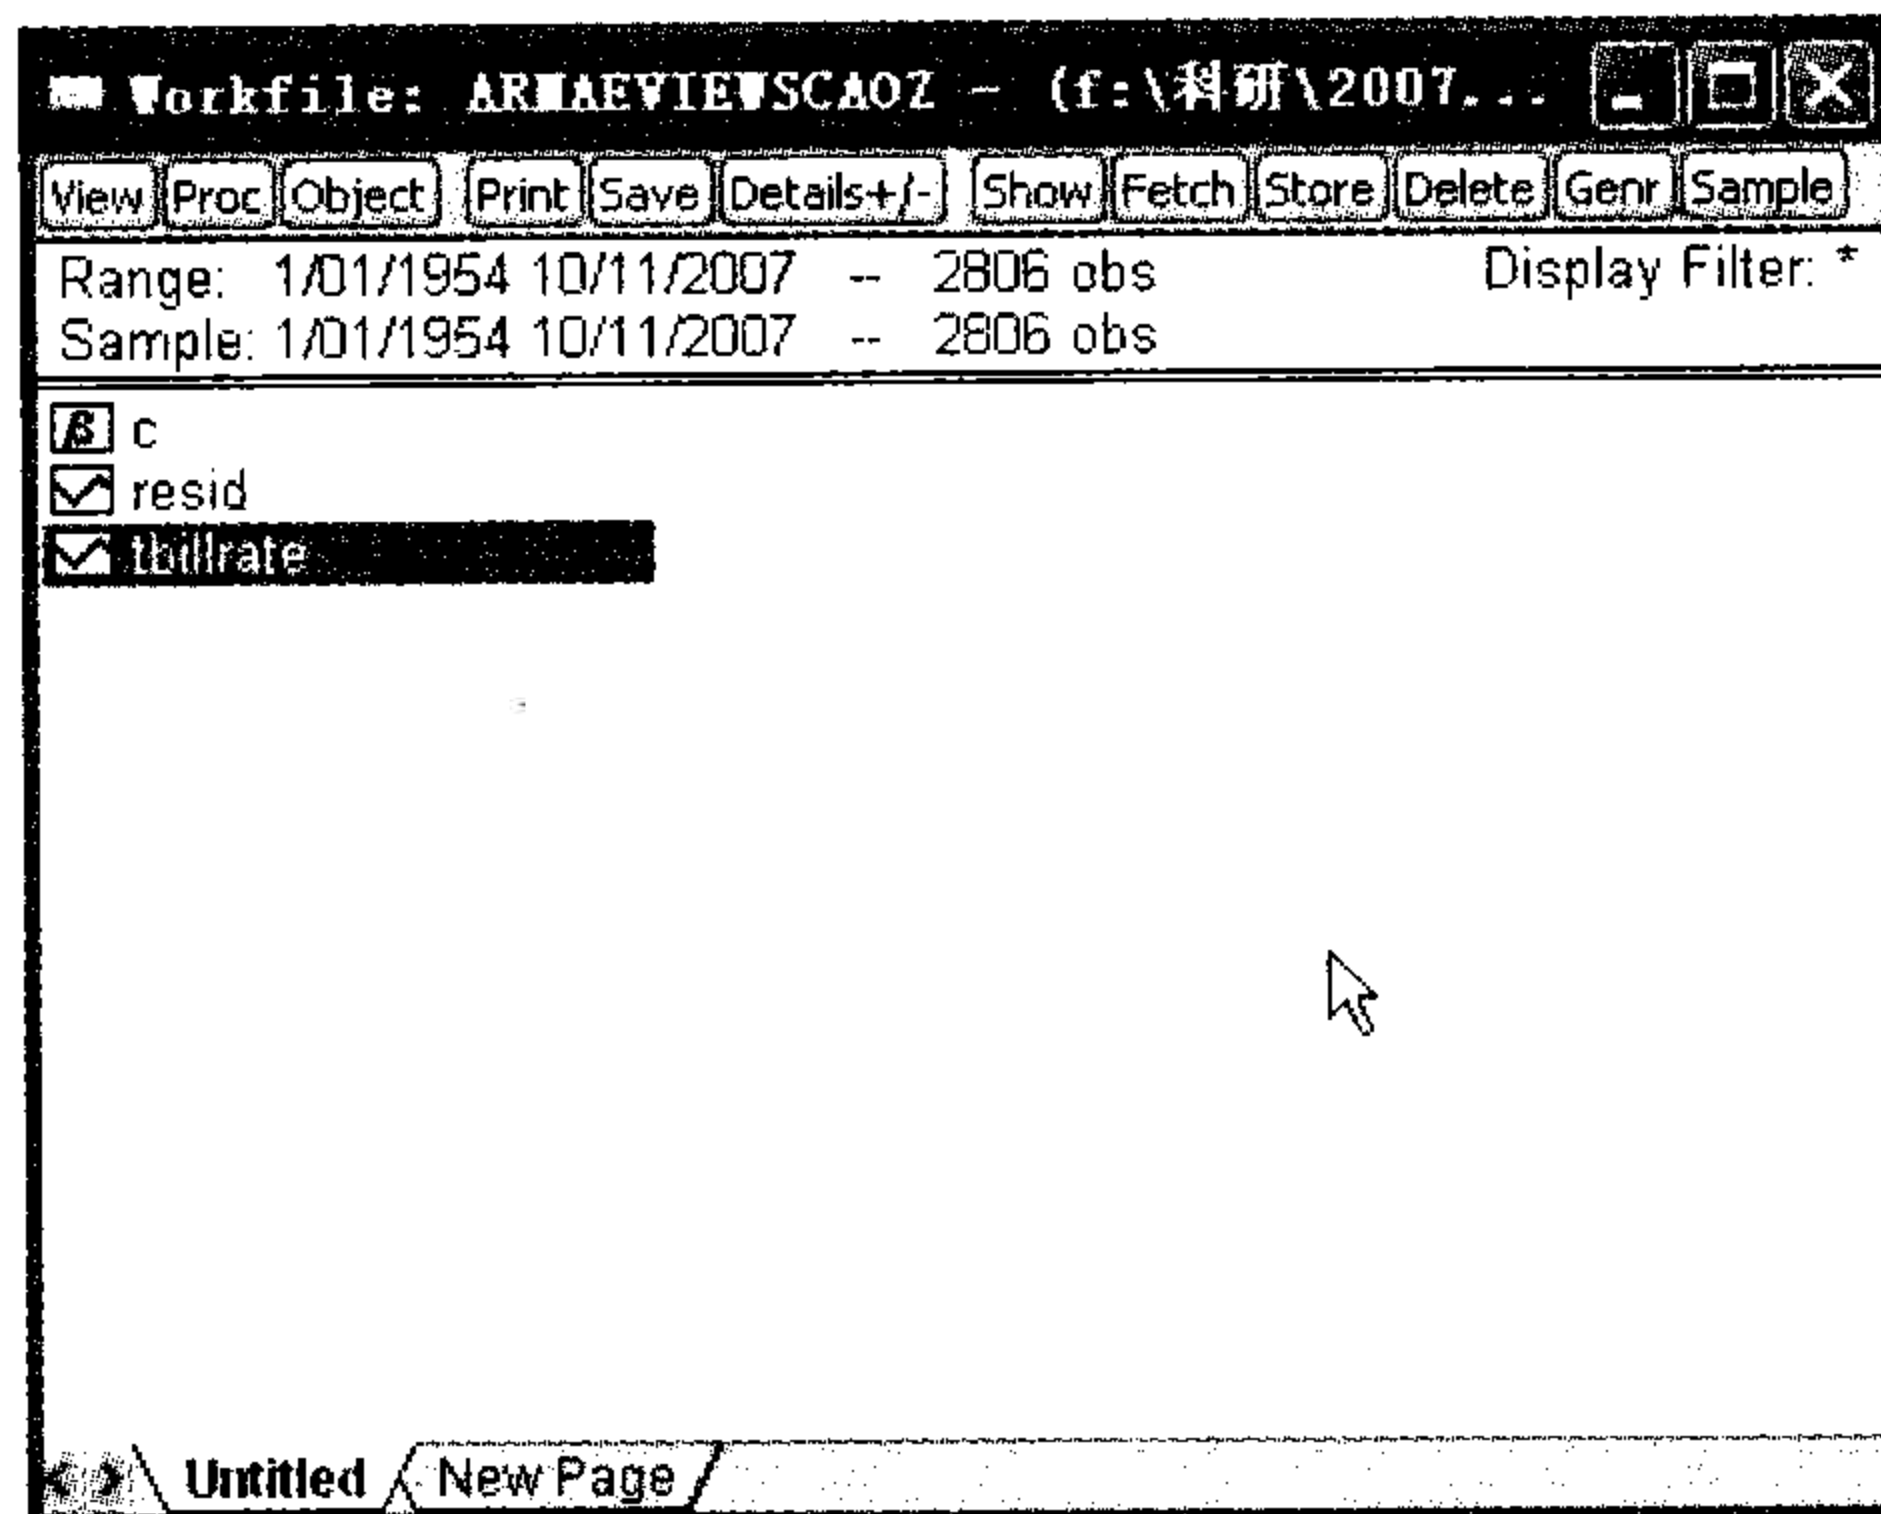 Workfile: ARMAEVIEWSCAOZ - (f:\科研\2007...
View Proc Object Print Save Details+/- Show Fetch Store Delete Genr Sample
Range: 1/01/1954 10/11/2007 -- 2806 obs Display Filter: *
Sample: 1/01/1954 10/11/2007 -- 2806 obs
β c
resid
tbillrate
Untitled New Page